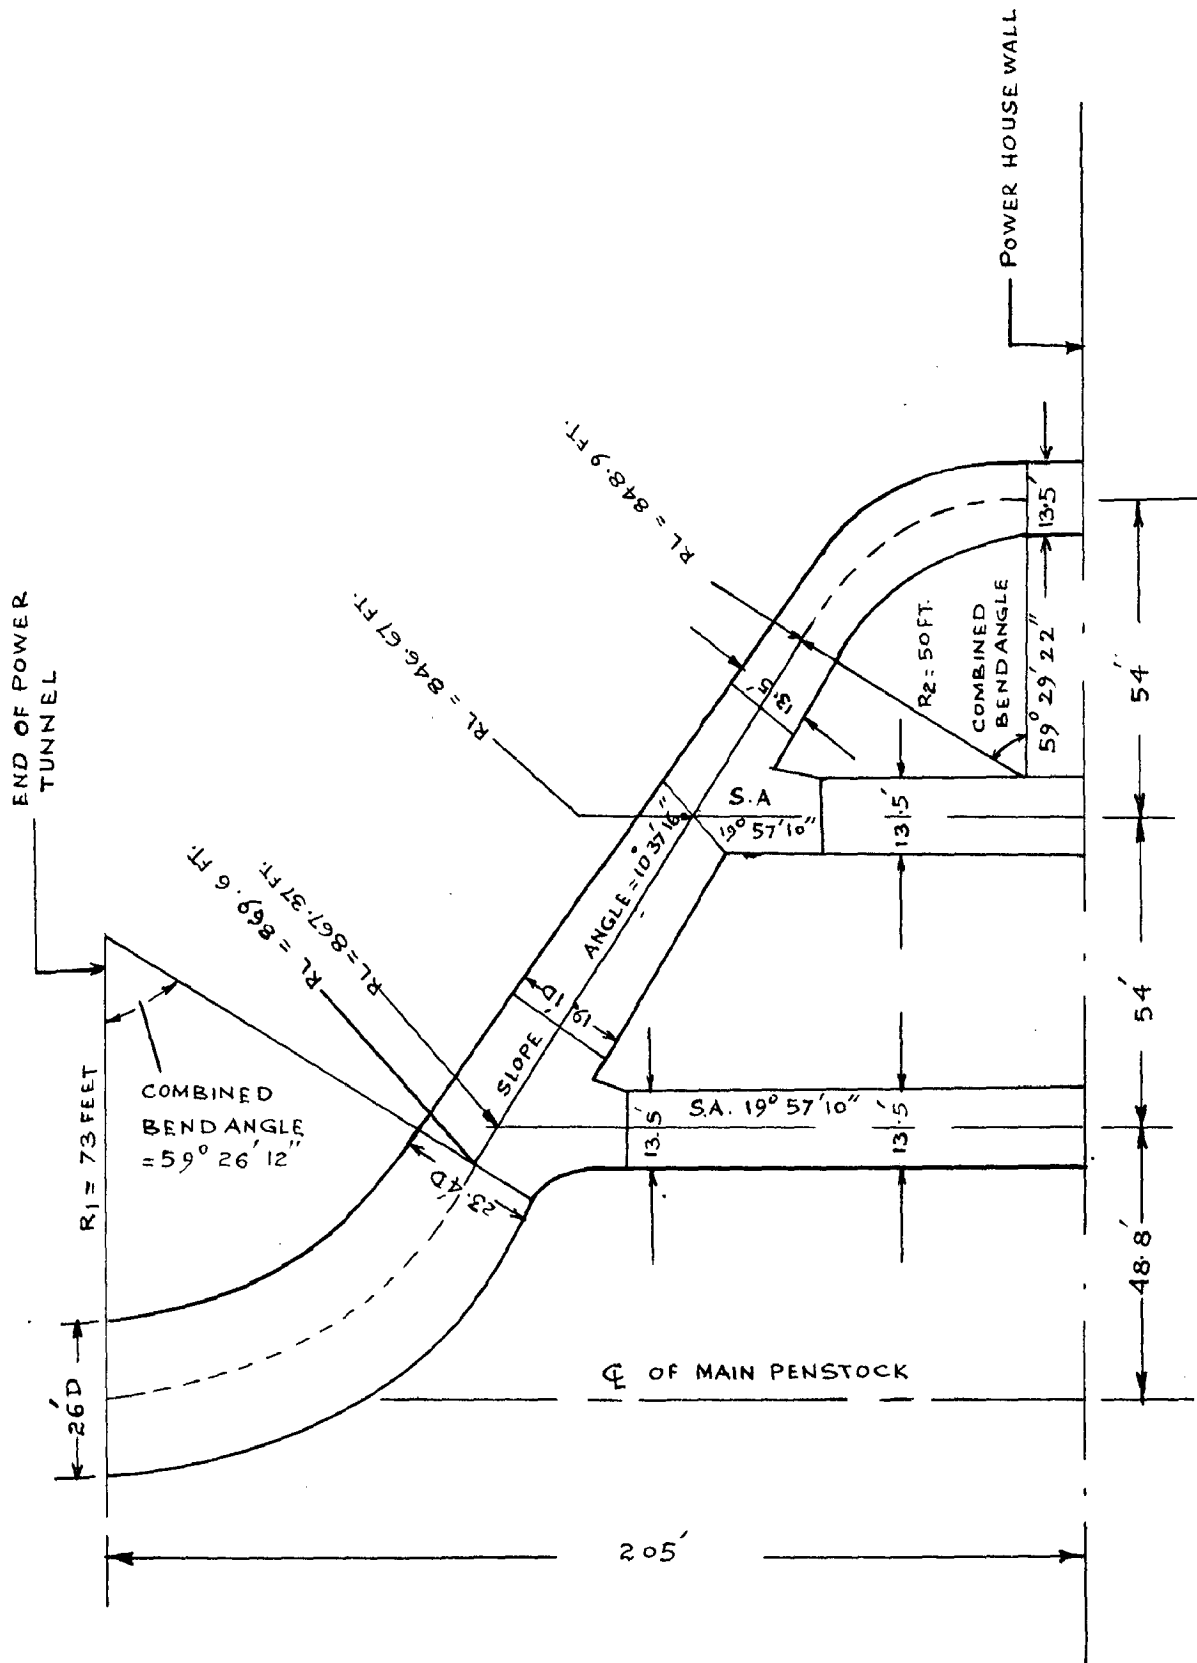 END OF POWER
TUNNEL
POWER HOUSE WALL
RL = 869.6 FT.
RL = 867.37 FT.
RL = 846.67 FT.
RL = 848.9 FT.
R1 = 73 FEET
COMBINED
BEND ANGLE
= 59° 26' 12"
26'D
23.4'D
SLOPE ANGLE = 10° 37' 16"
19.1'D
13.5'
S.A
19° 57' 10"
R2 = 50 FT.
COMBINED
BEND ANGLE
59° 29' 22"
13.5'
13.5'
13.5'
S.A. 19° 57' 10"
13.5'
54"
54'
48.8'
℄ OF MAIN PENSTOCK
205'